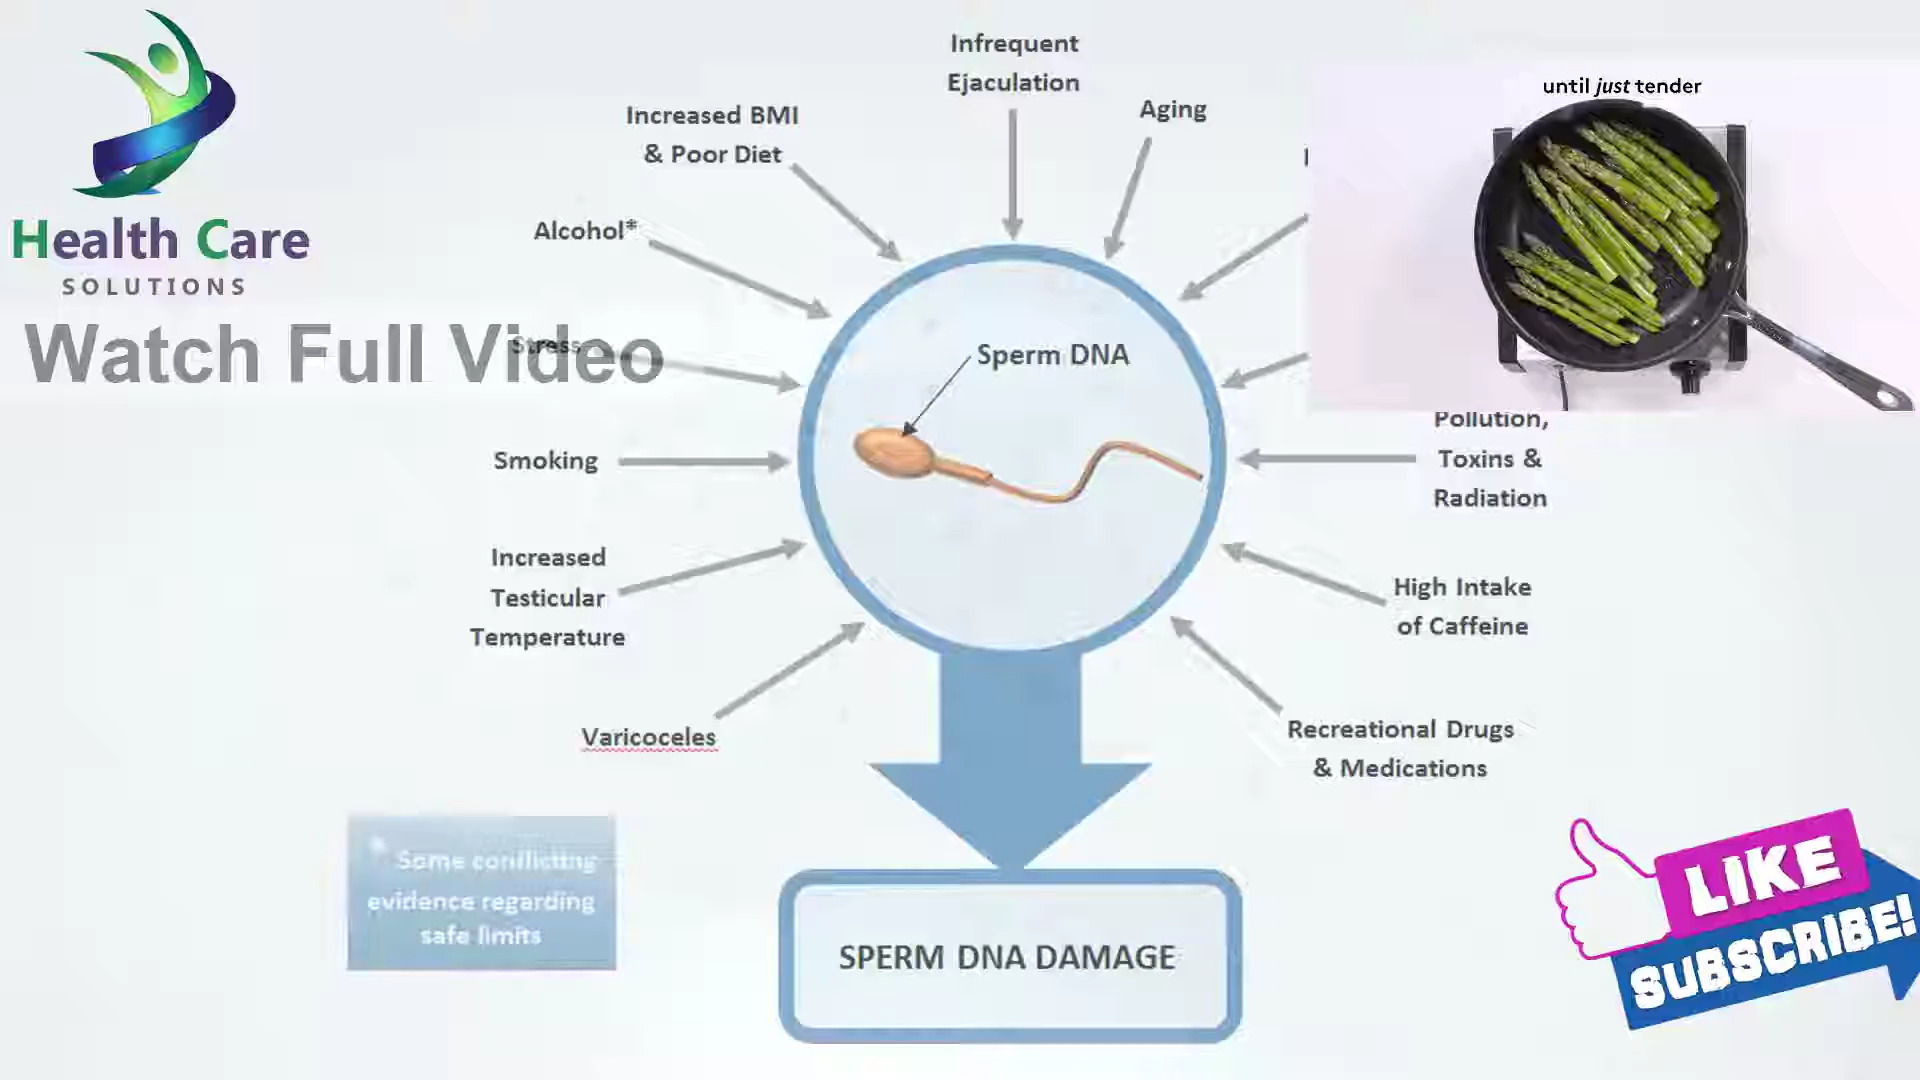 Infrequent
Ejaculation
Increased BMI
& Poor Diet
Aging
until just tender
Alcohol*
Health Care
SOLUTIONS
Watch Full Video
Stress
Sperm DNA
Smoking
Pollution,
Toxins &
Radiation
Increased
Testicular
Temperature
High Intake
of Caffeine
Varicoceles
Recreational Drugs
& Medications
* Some conflicting
evidence regarding
safe limits
SPERM DNA DAMAGE
LIKE
SUBSCRIBE!